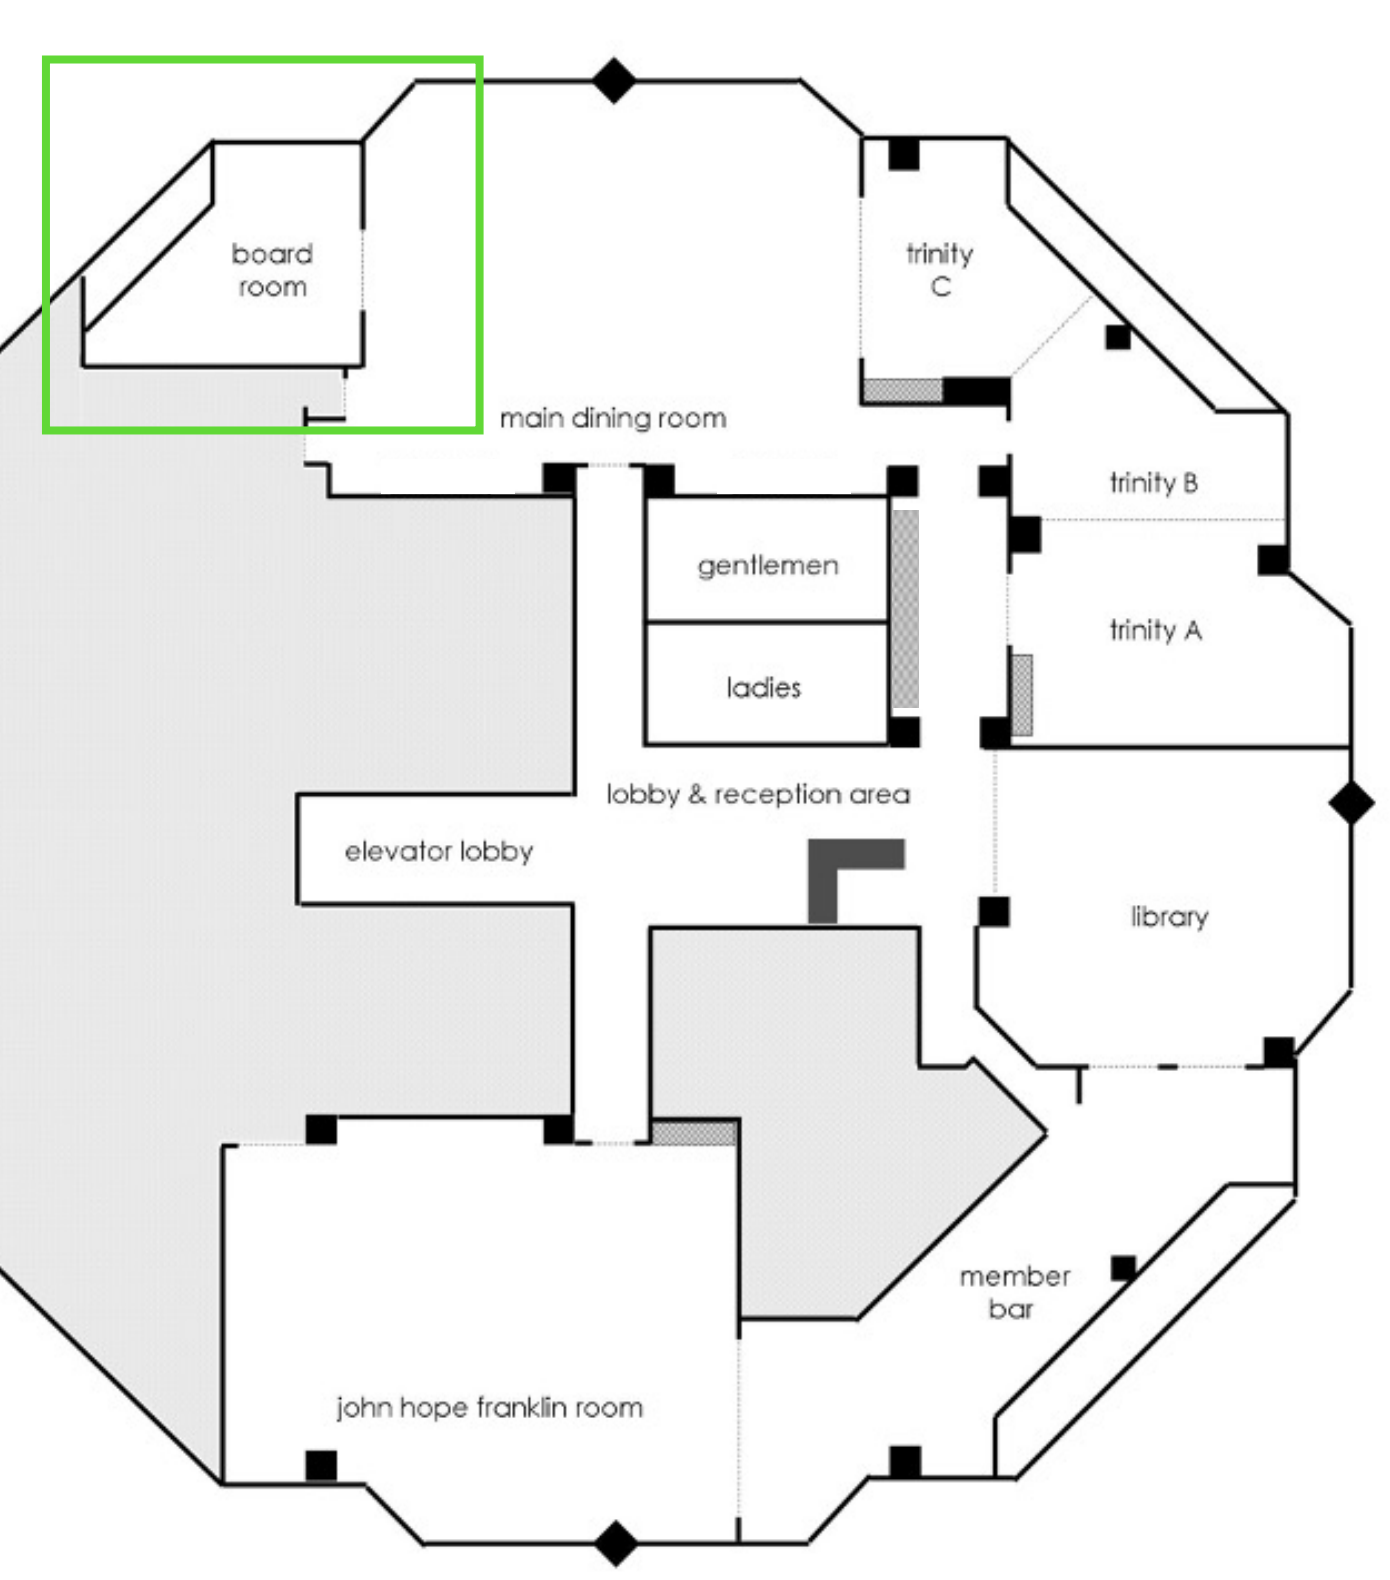 board
room
trinity
C
main dining room
trinity B
gentlemen
trinity A
ladies
lobby & reception area
elevator lobby
library
member
bar
john hope franklin room